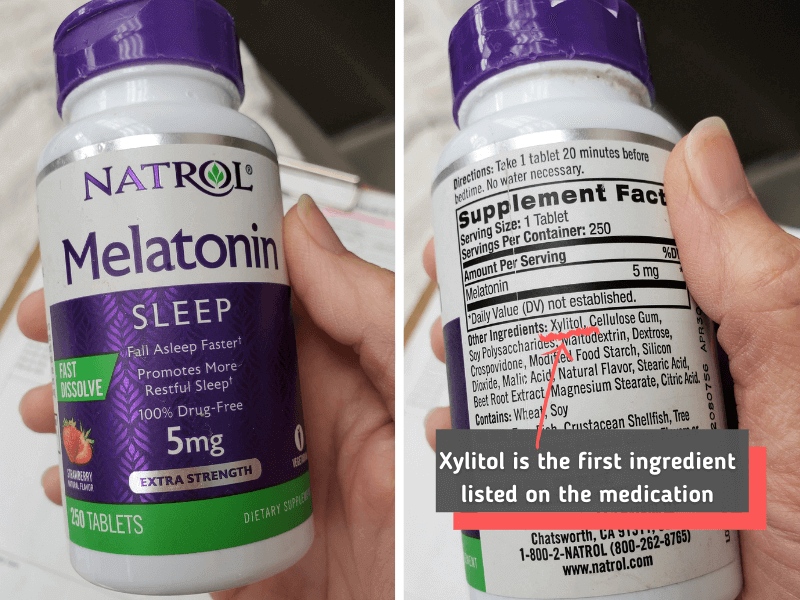 NATROL®
Melatonin
SLEEP
Fall Asleep Faster†
Promotes More
Restful Sleep†
100% Drug-Free
5mg
EXTRA STRENGTH
FAST
DISSOLVE
STRAWBERRY
NATURAL FLAVOR
250 TABLETS
DIETARY
Directions: Take 1 tablet 20 minutes before
bedtime. No water necessary.
Supplement Fact
Serving Size: 1 Tablet
Servings Per Container: 250
Amount Per Serving %D
Melatonin 5 mg
*Daily Value (DV) not established.
Other Ingredients: Xylitol, Cellulose Gum,
Soy Polysaccharides, Maltodextrin, Dextrose,
Crospovidone, Modified Food Starch, Silicon
Dioxide, Malic Acid, Natural Flavor, Stearic Acid,
Beet Root Extract, Magnesium Stearate, Citric Acid.
Contains: Wheat, Soy
Crustacean Shellfish, Tree
Xylitol is the first ingredient
listed on the medication
Chatsworth, CA
1-800-2-NATROL (800-262-8765)
www.natrol.com